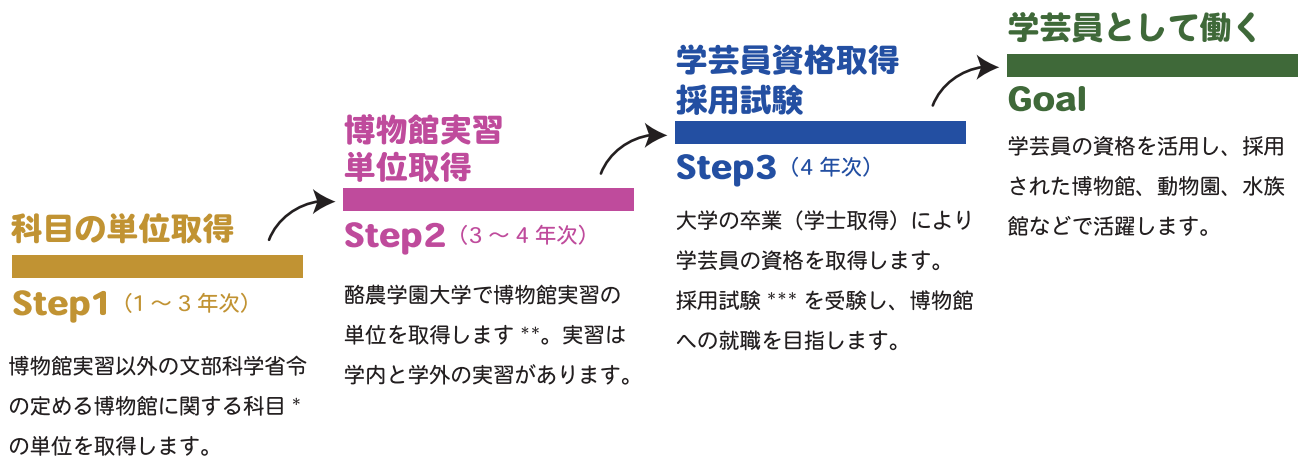 科目の単位取得
Step1（1 〜 3 年次）
博物館実習以外の文部科学省令
の定める博物館に関する科目 *
の単位を取得します。
博物館実習
単位取得
Step2（3 〜 4 年次）
酪農学園大学で博物館実習の
単位を取得します **。実習は
学内と学外の実習があります。
学芸員資格取得
採用試験
Step3（4 年次）
大学の卒業（学士取得）により
学芸員の資格を取得します。
採用試験 *** を受験し、博物館
への就職を目指します。
学芸員として働く
Goal
学芸員の資格を活用し、採用
された博物館、動物園、水族
館などで活躍します。